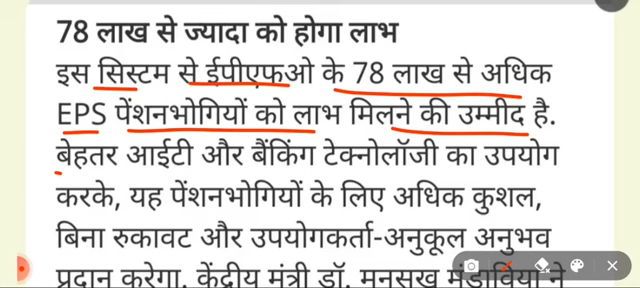 78 लाख से ज्यादा को होगा लाभ
इस सिस्टम से ईपीएफओ के 78 लाख से अधिक
EPS पेंशनभोगियों को लाभ मिलने की उम्मीद है.
बेहतर आईटी और बैंकिंग टेक्नोलॉजी का उपयोग
करके, यह पेंशनभोगियों के लिए अधिक कुशल,
बिना रुकावट और उपयोगकर्ता-अनुकूल अनुभव
प्रदान करेगा. केंद्रीय मंत्री डॉ. मनसुख मंडाविया ने